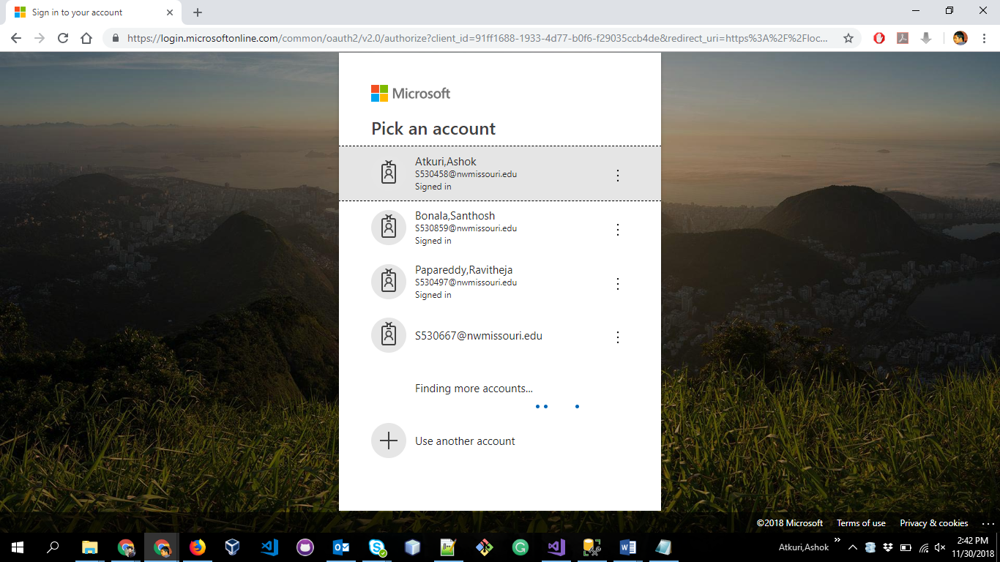 Sign in to your account
https://login.microsoftonline.com/common/oauth2/v2.0/authorize?client_id=91ff1688-1933-4d77-b0f6-f29035ccb4de&redirect_uri=https%3A%2F%2Floc...
Microsoft
Pick an account
Atkuri,Ashok
S530458@nwmissouri.edu
Signed in
Bonala,Santhosh
S530859@nwmissouri.edu
Signed in
Papareddy,Ravitheja
S530497@nwmissouri.edu
Signed in
S530667@nwmissouri.edu
Finding more accounts...
Use another account
©2018 Microsoft Terms of use Privacy & cookies ...
Atkuri,Ashok
2:42 PM
11/30/2018